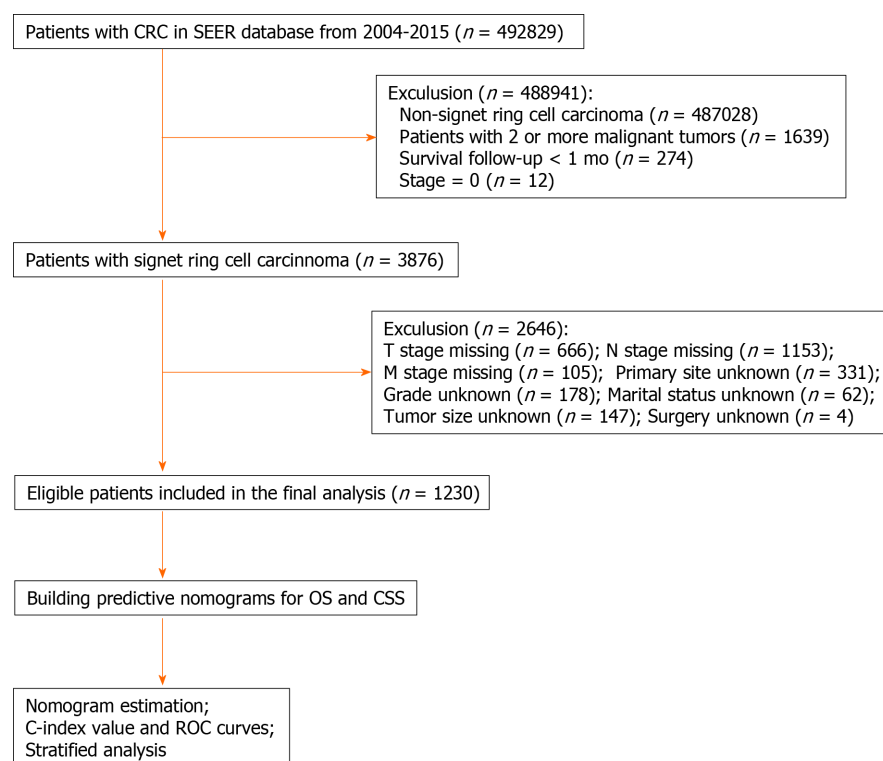 Patients with CRC in SEER database from 2004-2015 (n = 492829)
Exculusion (n = 488941):
Non-signet ring cell carcinoma (n = 487028)
Patients with 2 or more malignant tumors (n = 1639)
Survival follow-up < 1 mo (n = 274)
Stage = 0 (n = 12)
Patients with signet ring cell carcinnoma (n = 3876)
Exculusion (n = 2646):
T stage missing (n = 666); N stage missing (n = 1153);
M stage missing (n = 105); Primary site unknown (n = 331);
Grade unknown (n = 178); Marital status unknown (n = 62);
Tumor size unknown (n = 147); Surgery unknown (n = 4)
Eligible patients included in the final analysis (n = 1230)
Building predictive nomograms for OS and CSS
Nomogram estimation;
C-index value and ROC curves;
Stratified analysis